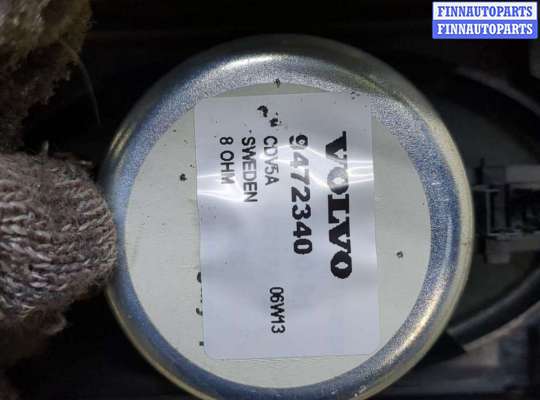 FINNAUTOPARTS
FINNAUTOPARTS
VOLVO
9472340
CDV5A 06W13
SWEDEN
8 OHM